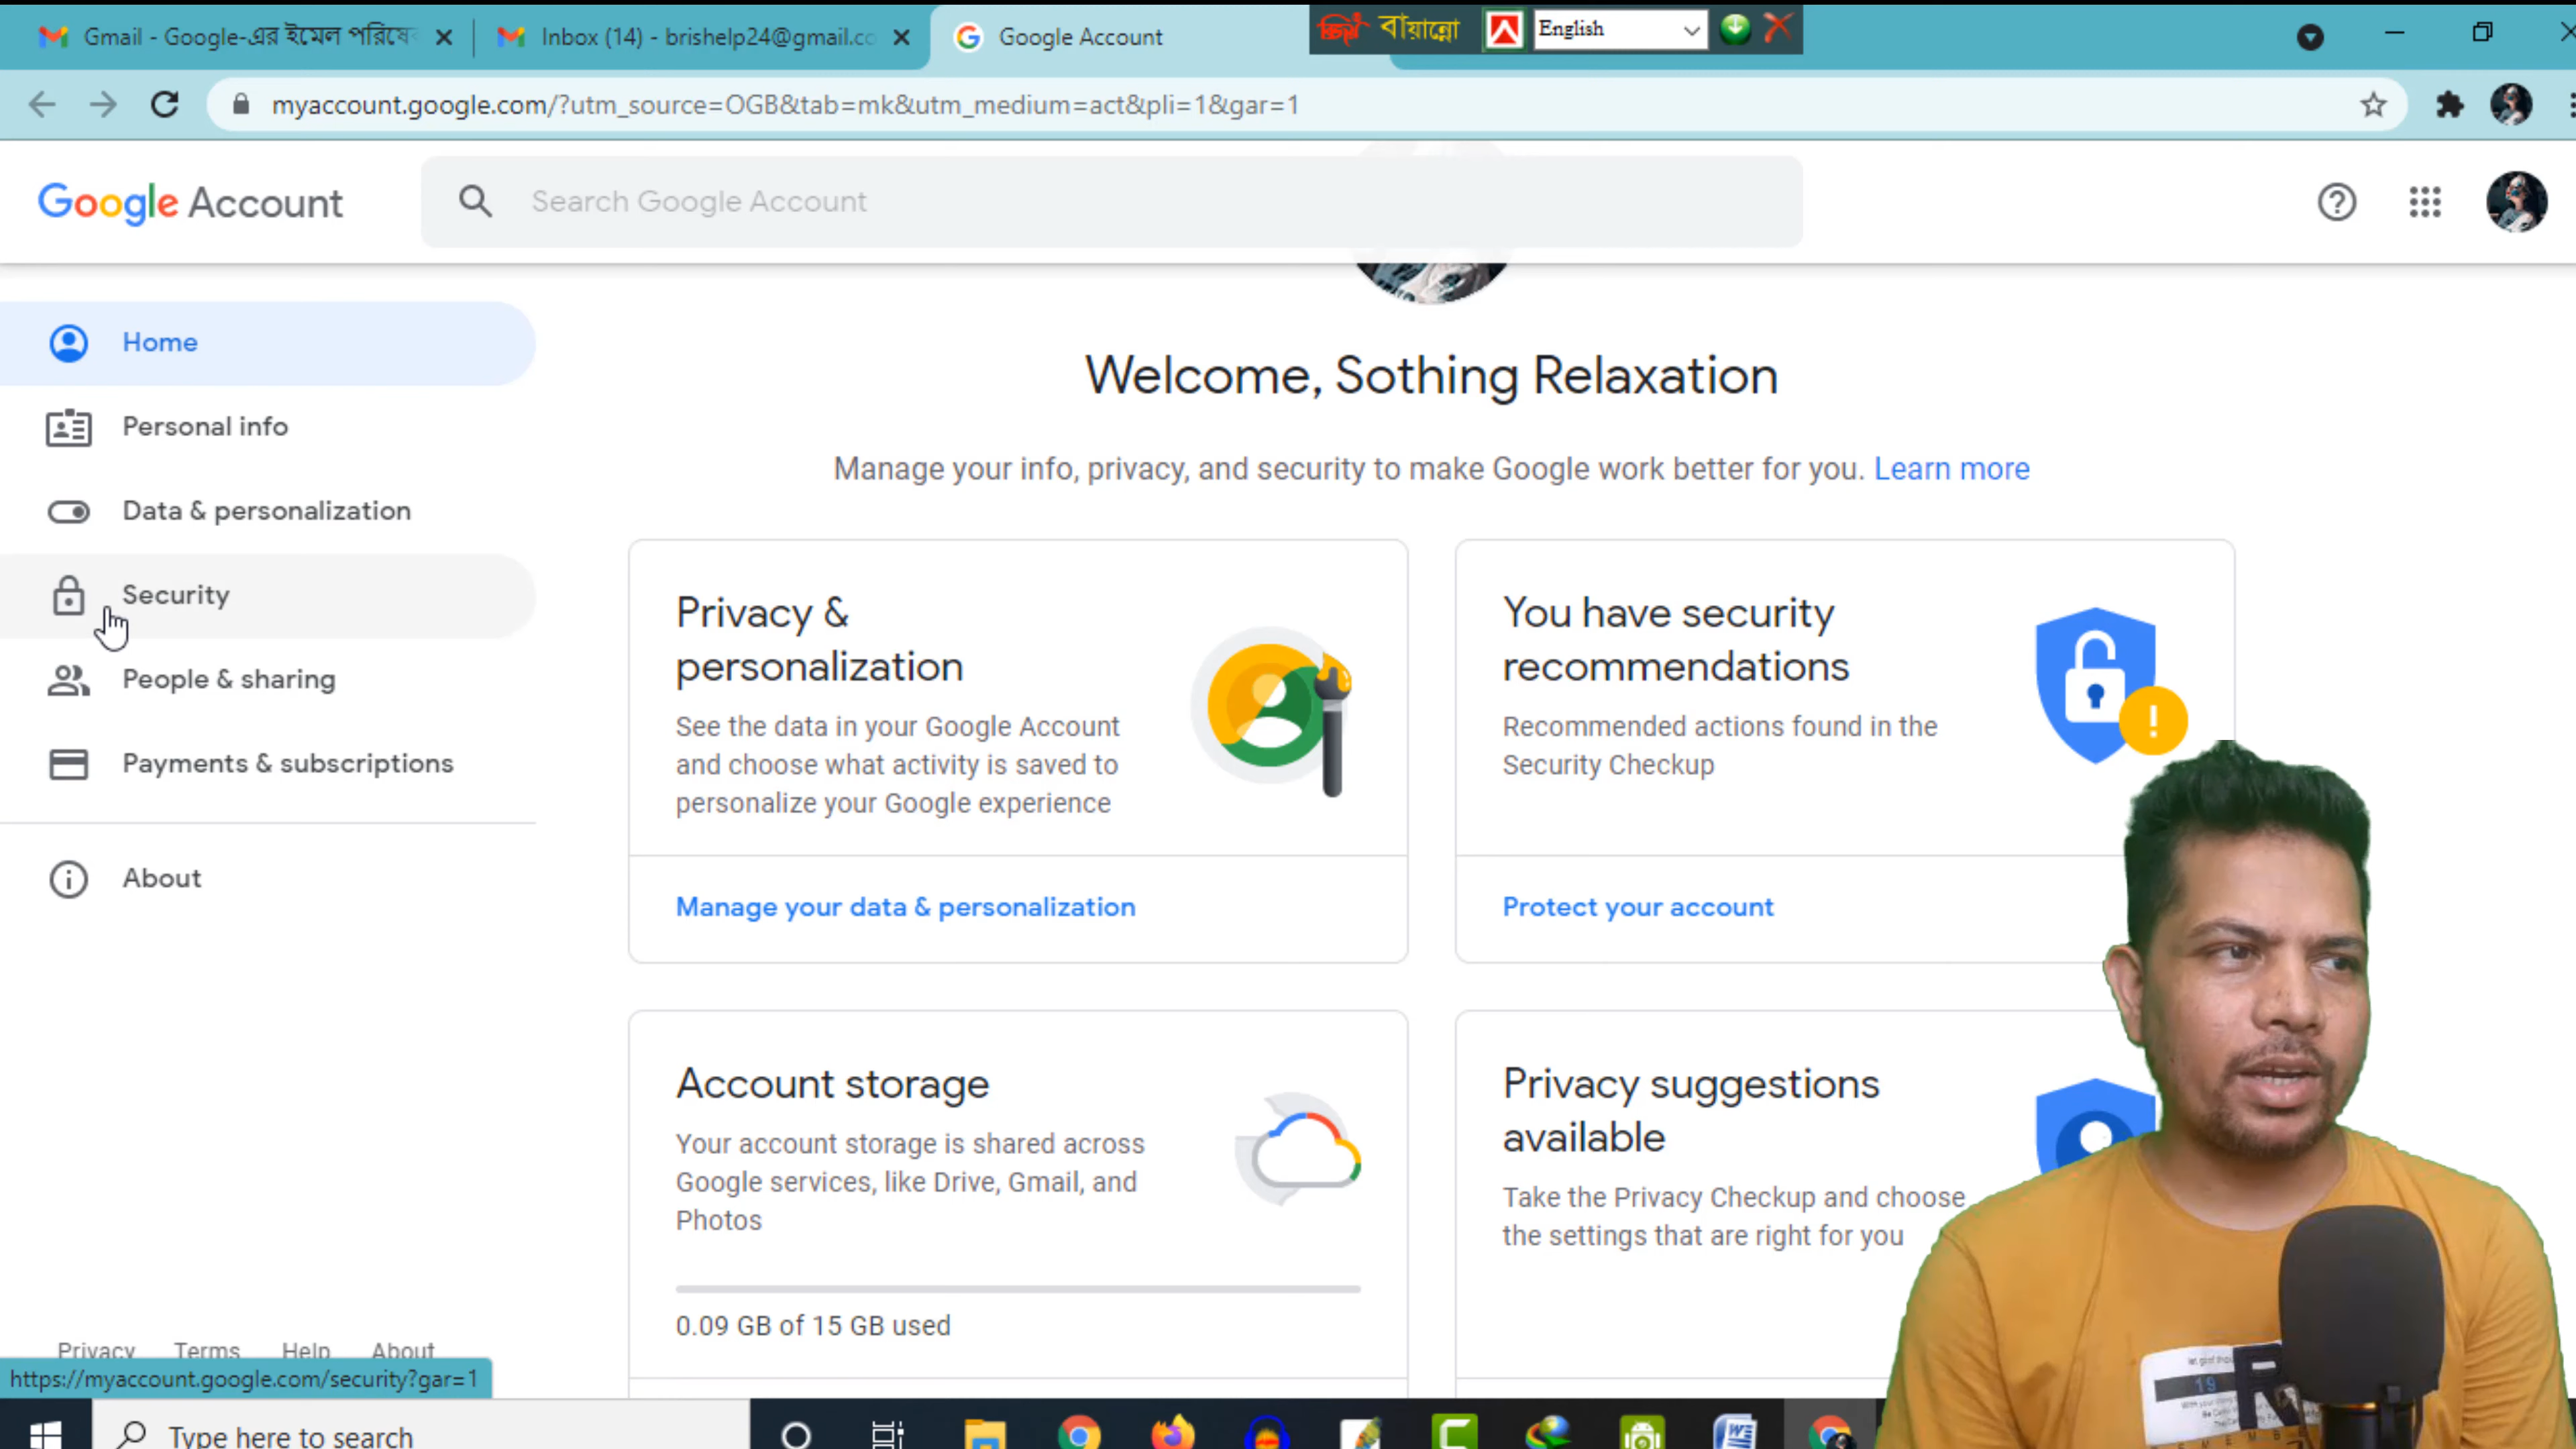 Gmail - Google-এর ইমেল পরিষেব
Inbox (14) - brishelp24@gmail.co
Google Account
বায়ান্নো
English
myaccount.google.com/?utm_source=OGB&tab=mk&utm_medium=act&pli=1&gar=1
Google Account
Search Google Account
Home
Personal info
Data & personalization
Security
People & sharing
Payments & subscriptions
About
Welcome, Sothing Relaxation
Manage your info, privacy, and security to make Google work better for you. Learn more
Privacy &
personalization
See the data in your Google Account
and choose what activity is saved to
personalize your Google experience
Manage your data & personalization
You have security
recommendations
Recommended actions found in the
Security Checkup
Protect your account
Account storage
Your account storage is shared across
Google services, like Drive, Gmail, and
Photos
0.09 GB of 15 GB used
Privacy suggestions
available
Take the Privacy Checkup and choose
the settings that are right for you
Privacy Terms Help About
https://myaccount.google.com/security?gar=1
Type here to search
19
R